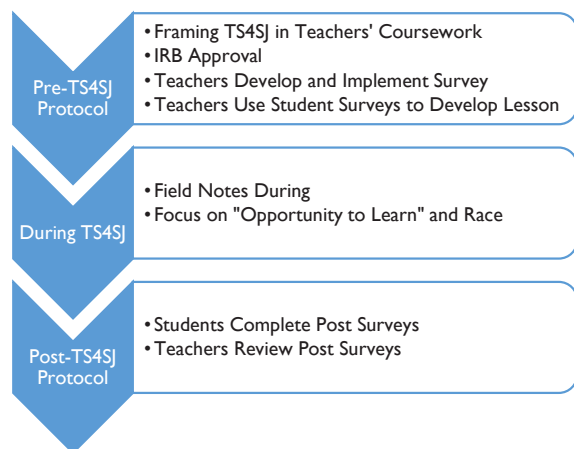 Pre-TS4SJ
Protocol
• Framing TS4SJ in Teachers' Coursework
• IRB Approval
• Teachers Develop and Implement Survey
• Teachers Use Student Surveys to Develop Lesson
During TS4SJ
• Field Notes During
• Focus on "Opportunity to Learn" and Race
Post-TS4SJ
Protocol
• Students Complete Post Surveys
• Teachers Review Post Surveys